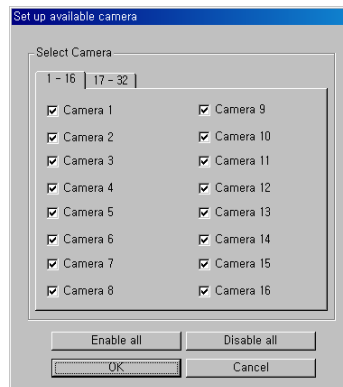 Set up available camera
Select Camera
1 - 16  17 - 32
Camera 1  Camera 9
Camera 2  Camera 10
Camera 3  Camera 11
Camera 4  Camera 12
Camera 5  Camera 13
Camera 6  Camera 14
Camera 7  Camera 15
Camera 8  Camera 16
Enable all  Disable all
OK  Cancel